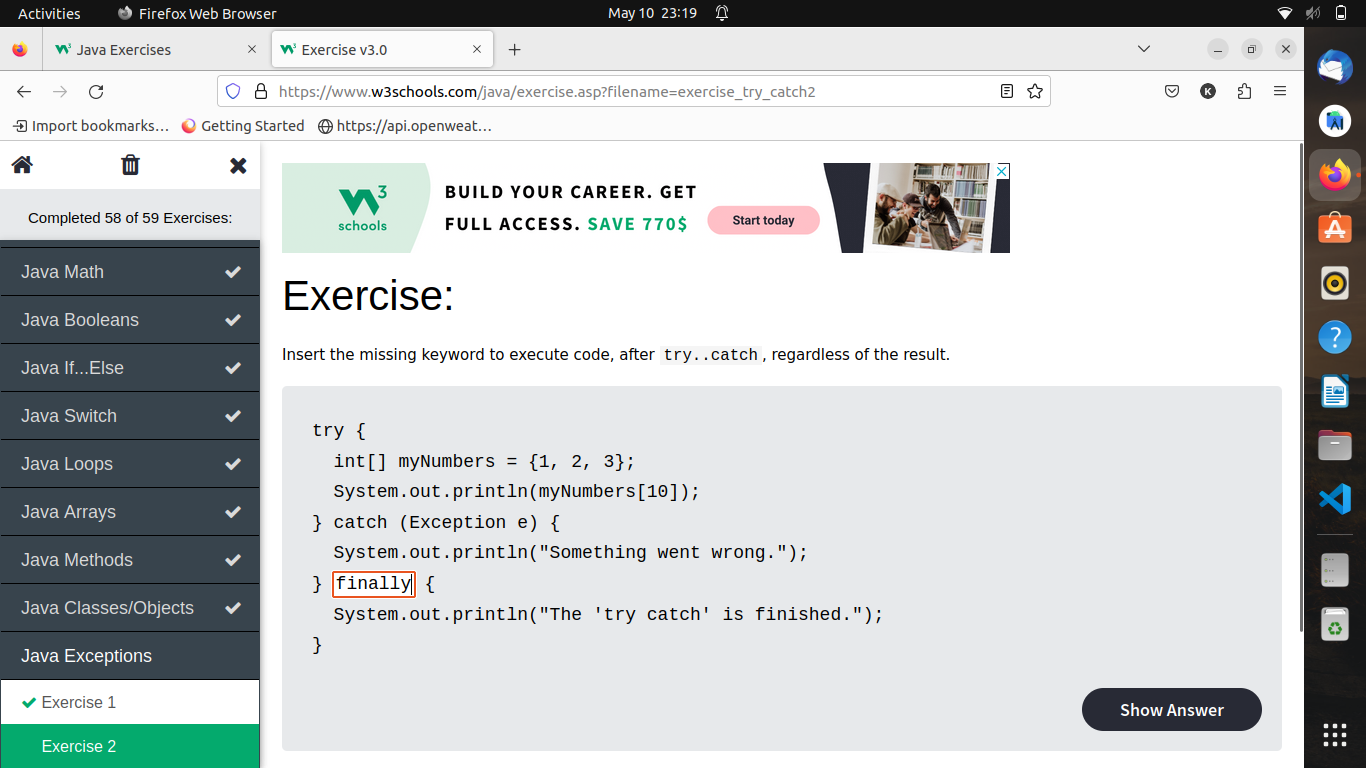 Activities Firefox Web Browser May 10 23:19
Java Exercises Exercise v3.0
https://www.w3schools.com/java/exercise.asp?filename=exercise_try_catch2 K
Import bookmarks… Getting Started https://api.openweat…
Completed 58 of 59 Exercises:
Java Math
Java Booleans
Java If...Else
Java Switch
Java Loops
Java Arrays
Java Methods
Java Classes/Objects
Java Exceptions
Exercise 1
Exercise 2
W3
schools
BUILD YOUR CAREER. GET
FULL ACCESS. SAVE 770$
Start today
Exercise:
Insert the missing keyword to execute code, after try..catch, regardless of the result.
try {
int[] myNumbers = {1, 2, 3};
System.out.println(myNumbers[10]);
} catch (Exception e) {
System.out.println("Something went wrong.");
} finally {
System.out.println("The 'try catch' is finished.");
}
Show Answer